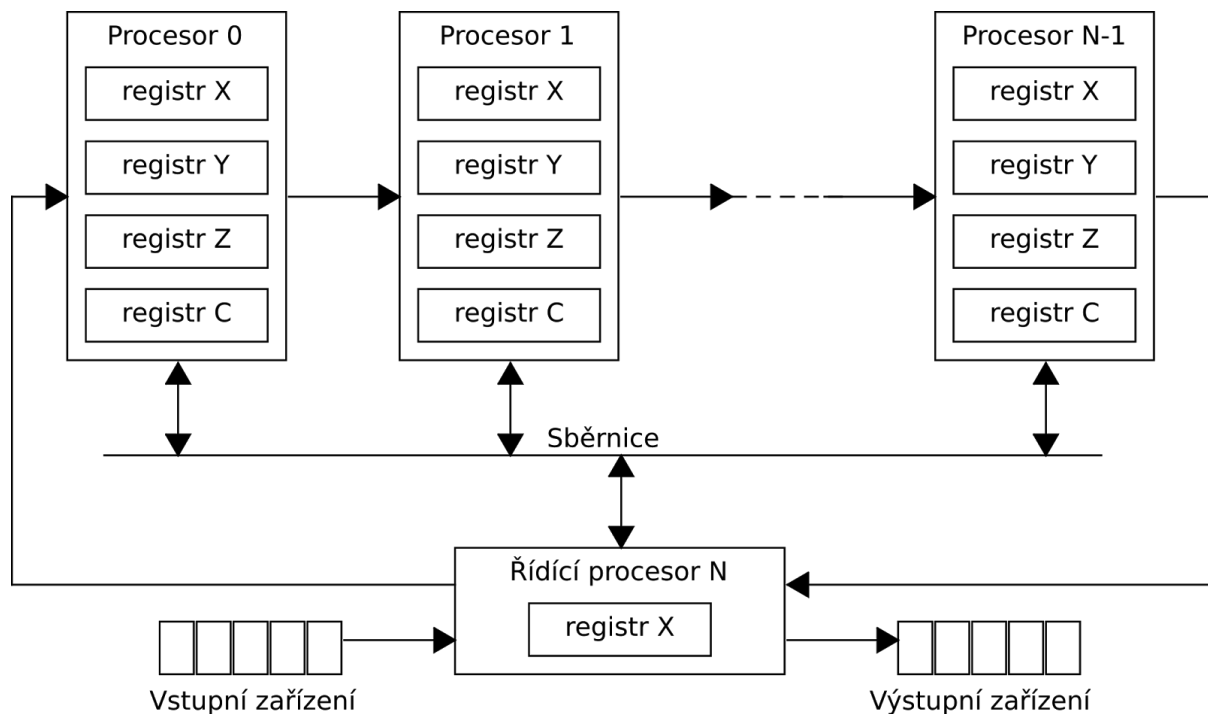 Procesor 0
registr X
registr Y
registr Z
registr C
Procesor 1
registr X
registr Y
registr Z
registr C
Procesor N-1
registr X
registr Y
registr Z
registr C
Sběrnice
Řídící procesor N
registr X
Vstupní zařízení
Výstupní zařízení